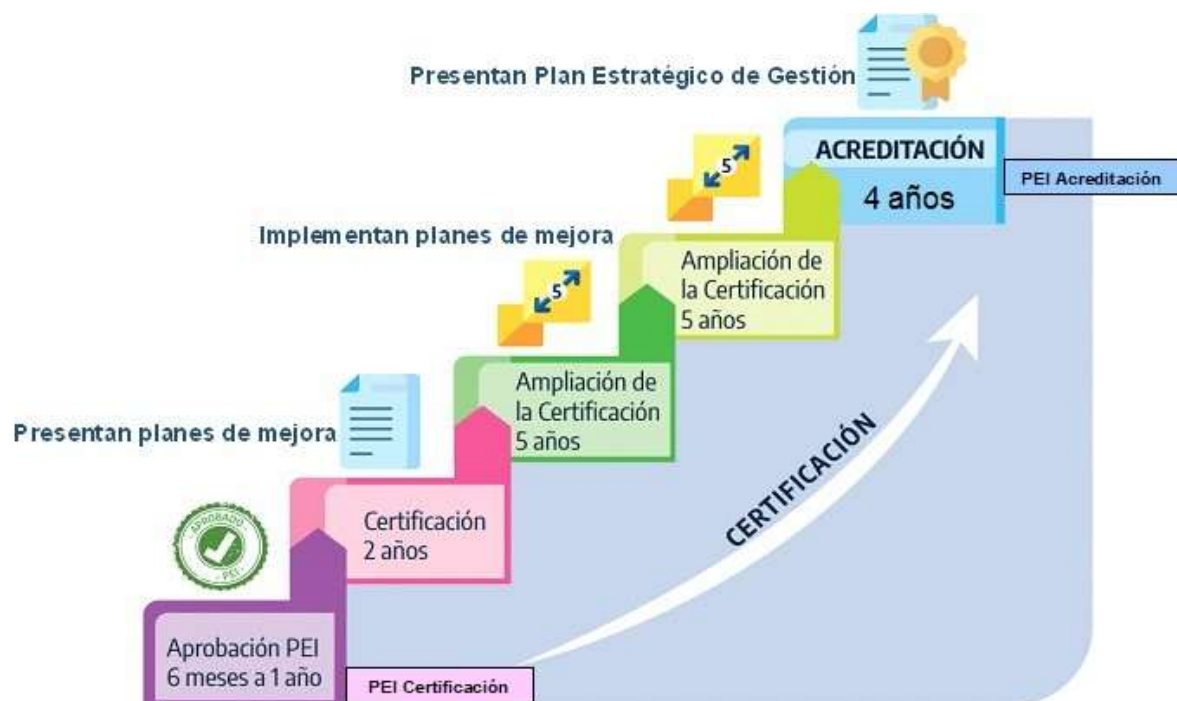 Presentan Plan Estratégico de Gestión
ACREDITACIÓN
4 años
PEI Acreditación
5
Implementan planes de mejora
Ampliación de
la Certificación
5 años
5
Ampliación de
la Certificación
5 años
Presentan planes de mejora
CERTIFICACIÓN
Certificación
2 años
APROBADO
PEI
Aprobación PEI
6 meses a 1 año
PEI Certificación